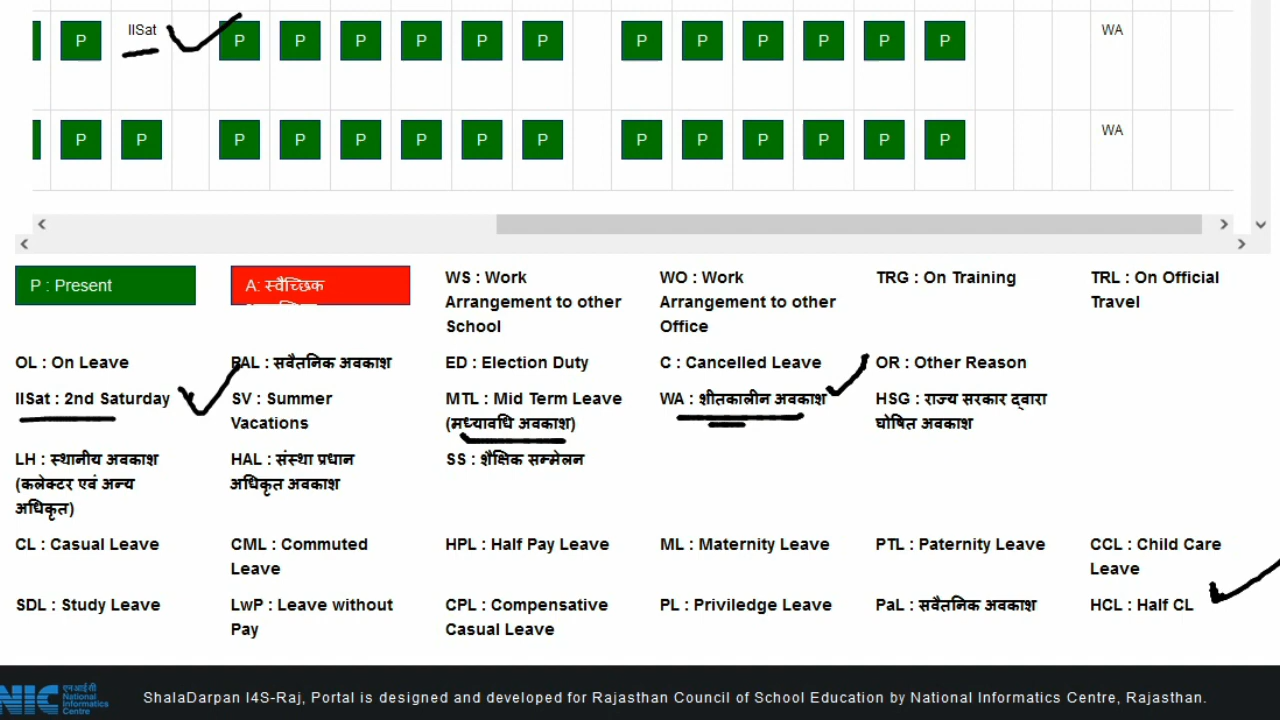 P IISat P P P P P P P P P P P P WA
P P P P P P P P P P P P P P WA
P : Present
A: स्वैच्छिक
WS : Work Arrangement to other School
WO : Work Arrangement to other Office
TRG : On Training
TRL : On Official Travel
OL : On Leave
PAL : सवैतनिक अवकाश
ED : Election Duty
C : Cancelled Leave
OR : Other Reason
IISat : 2nd Saturday
SV : Summer Vacations
MTL : Mid Term Leave (मध्यावधि अवकाश)
WA : शीतकालीन अवकाश
HSG : राज्य सरकार द्वारा घोषित अवकाश
LH : स्थानीय अवकाश (कलेक्टर एवं अन्य अधिकृत)
HAL : संस्था प्रधान अधिकृत अवकाश
SS : शैक्षिक सम्मेलन
CL : Casual Leave
CML : Commuted Leave
HPL : Half Pay Leave
ML : Maternity Leave
PTL : Paternity Leave
CCL : Child Care Leave
SDL : Study Leave
LwP : Leave without Pay
CPL : Compensative Casual Leave
PL : Priviledge Leave
PaL : सवैतनिक अवकाश
HCL : Half CL
NIC एनआईसी National Informatics Centre
ShalaDarpan I4S-Raj, Portal is designed and developed for Rajasthan Council of School Education by National Informatics Centre, Rajasthan.